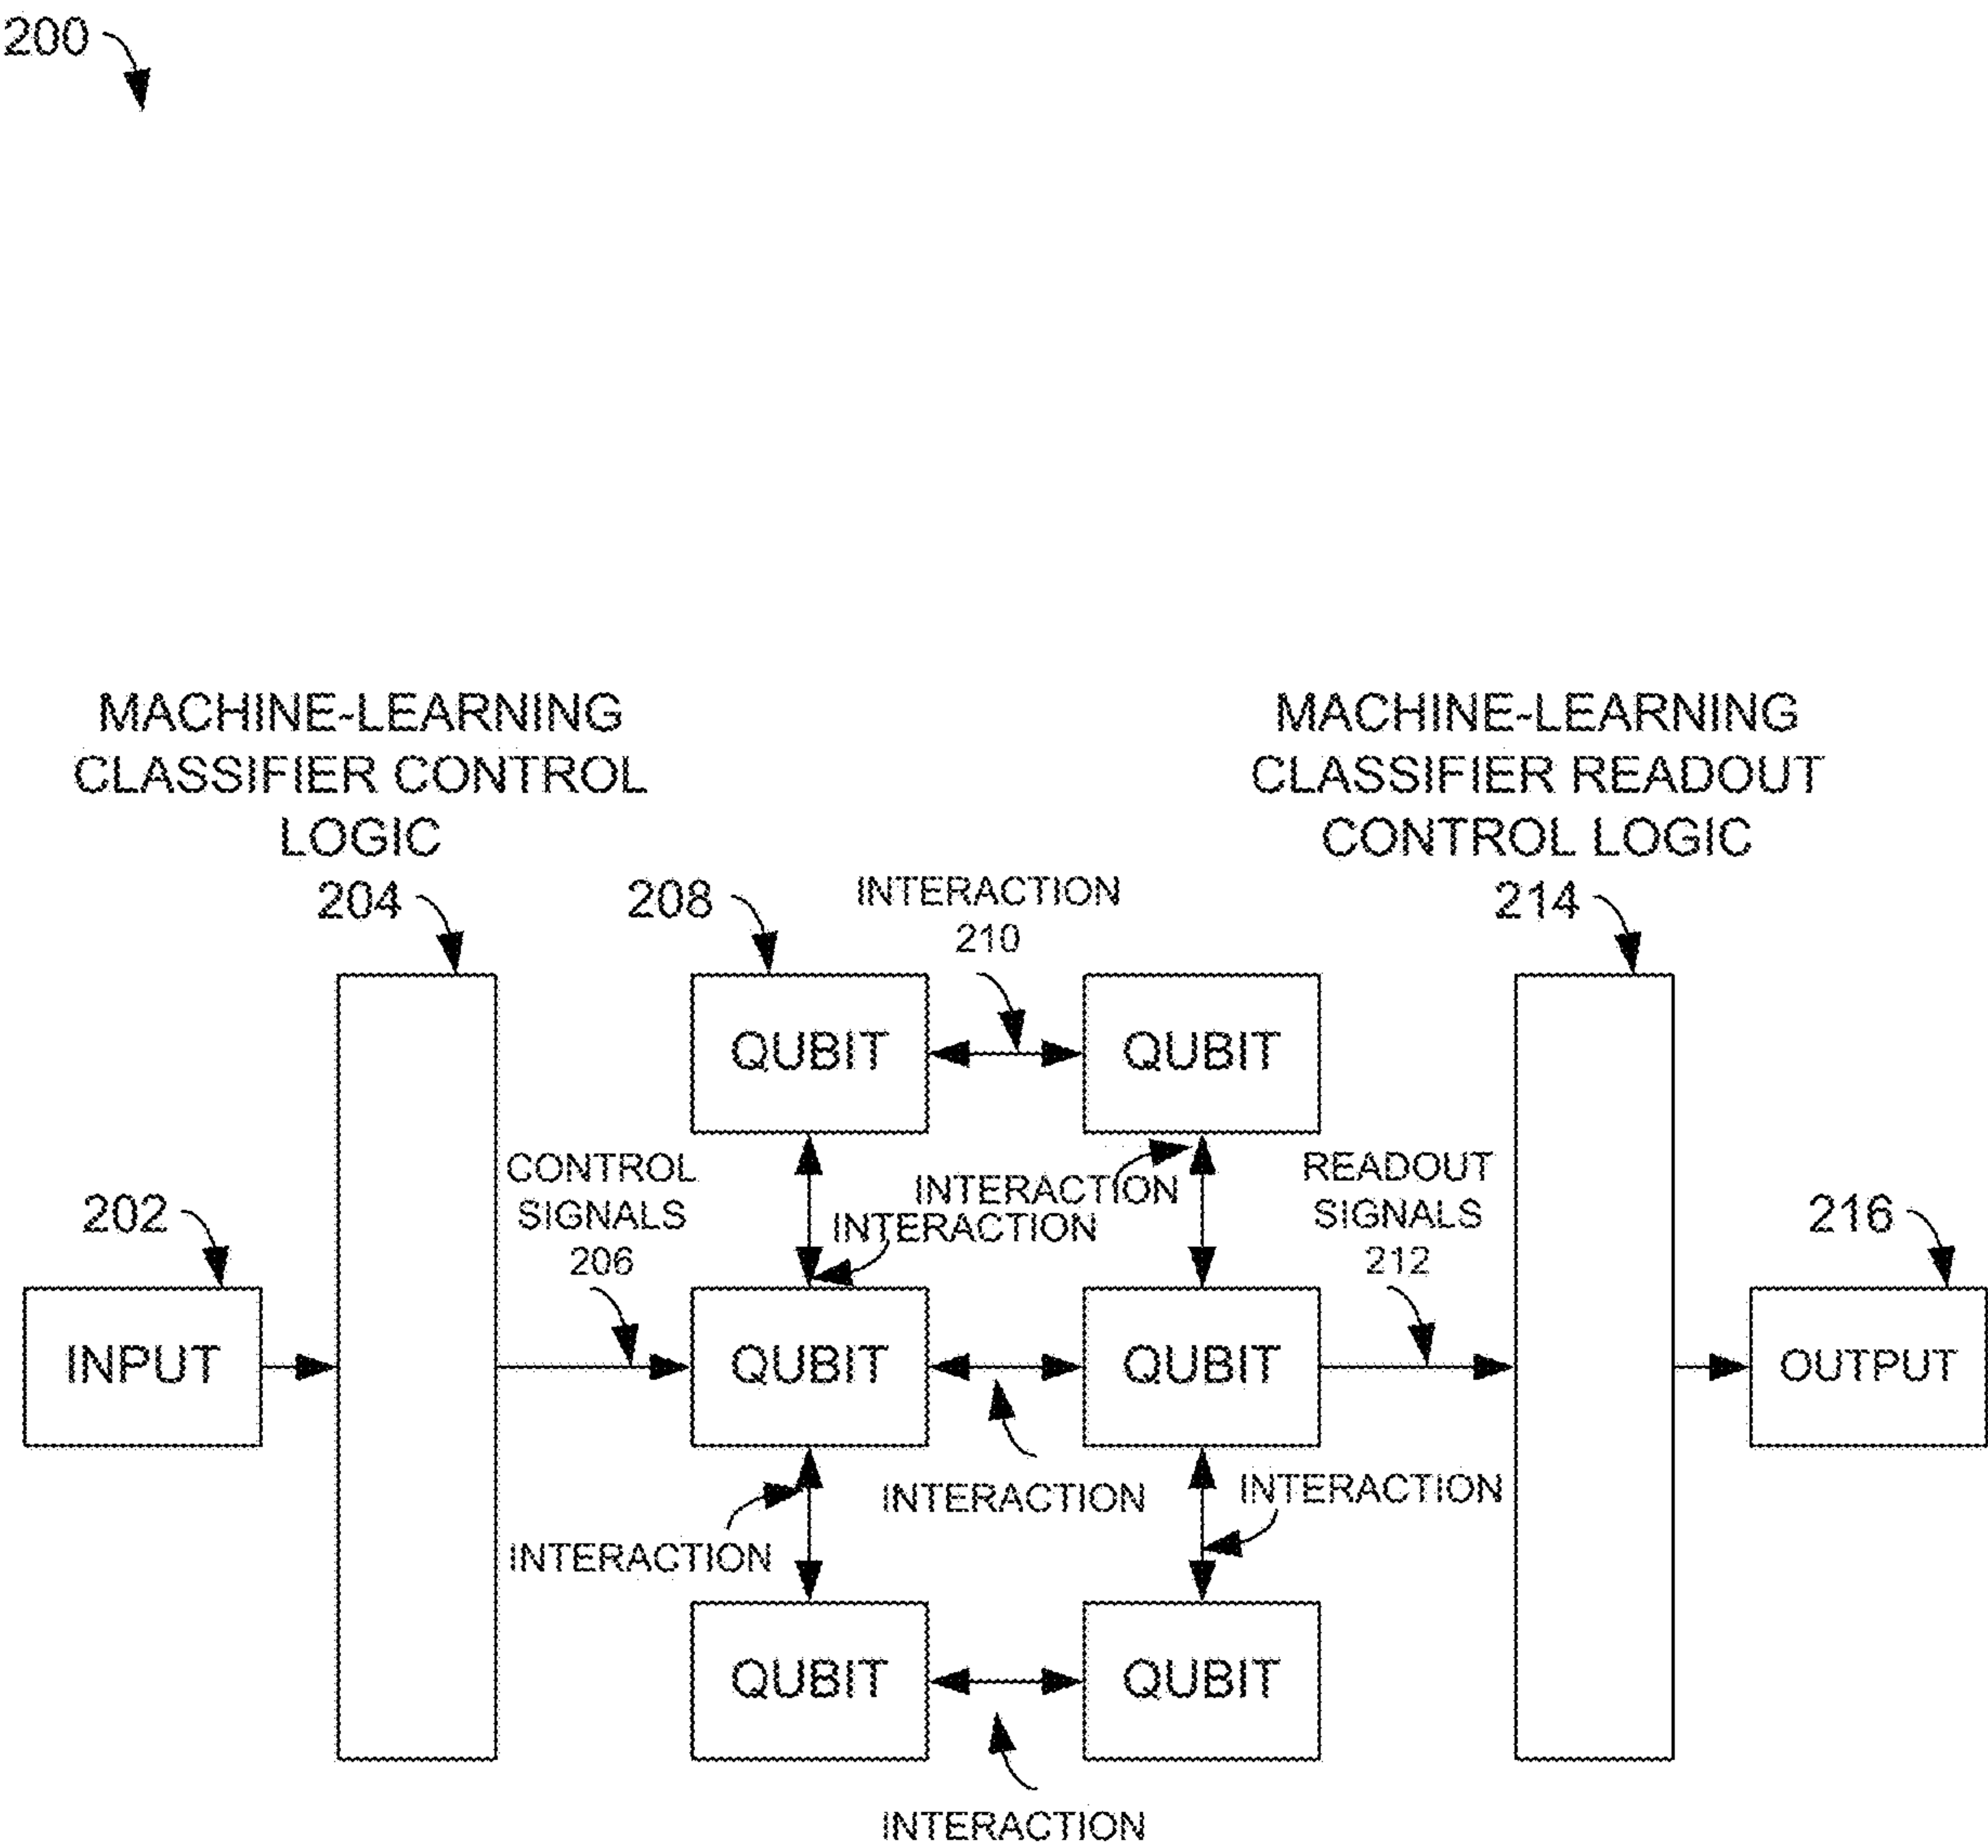 200
MACHINE-LEARNING
CLASSIFIER CONTROL
LOGIC
204
MACHINE-LEARNING
CLASSIFIER READOUT
CONTROL LOGIC
214
208
INTERACTION
210
QUBIT
QUBIT
CONTROL
SIGNALS
206
INTERACTION
INTERACTION
READOUT
SIGNALS
212
202
216
INPUT
QUBIT
QUBIT
OUTPUT
INTERACTION
INTERACTION
INTERACTION
QUBIT
QUBIT
INTERACTION